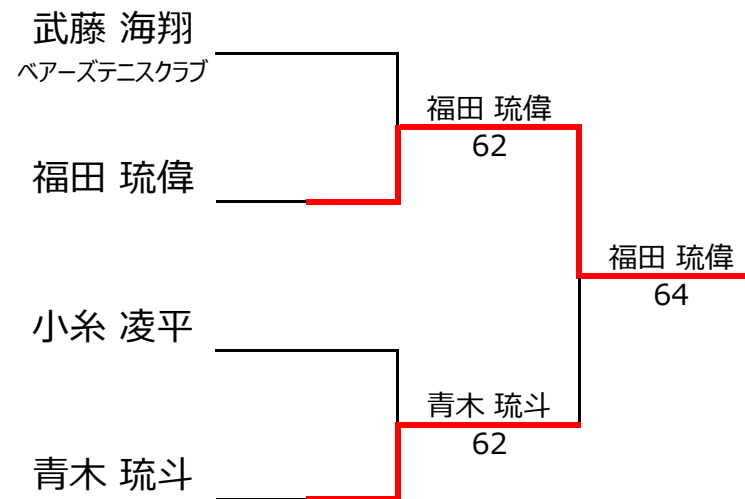 武藤 海翔
ベアーズテニスクラブ
福田 琉偉
62
福田 琉偉
福田 琉偉
64
小糸 凌平
青木 琉斗
62
青木 琉斗